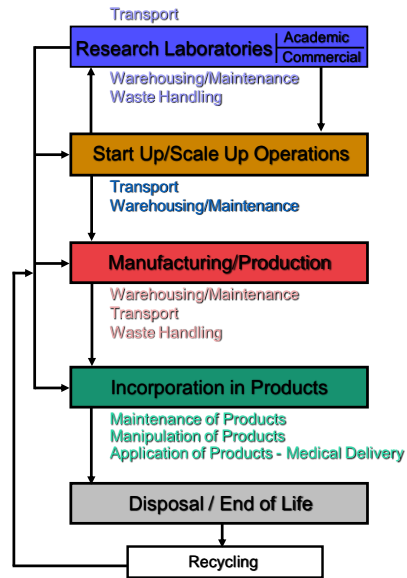 Transport
Research Laboratories
Academic
Commercial
Warehousing/Maintenance
Waste Handling
Start Up/Scale Up Operations
Transport
Warehousing/Maintenance
Manufacturing/Production
Warehousing/Maintenance
Transport
Waste Handling
Incorporation in Products
Maintenance of Products
Manipulation of Products
Application of Products - Medical Delivery
Disposal / End of Life
Recycling